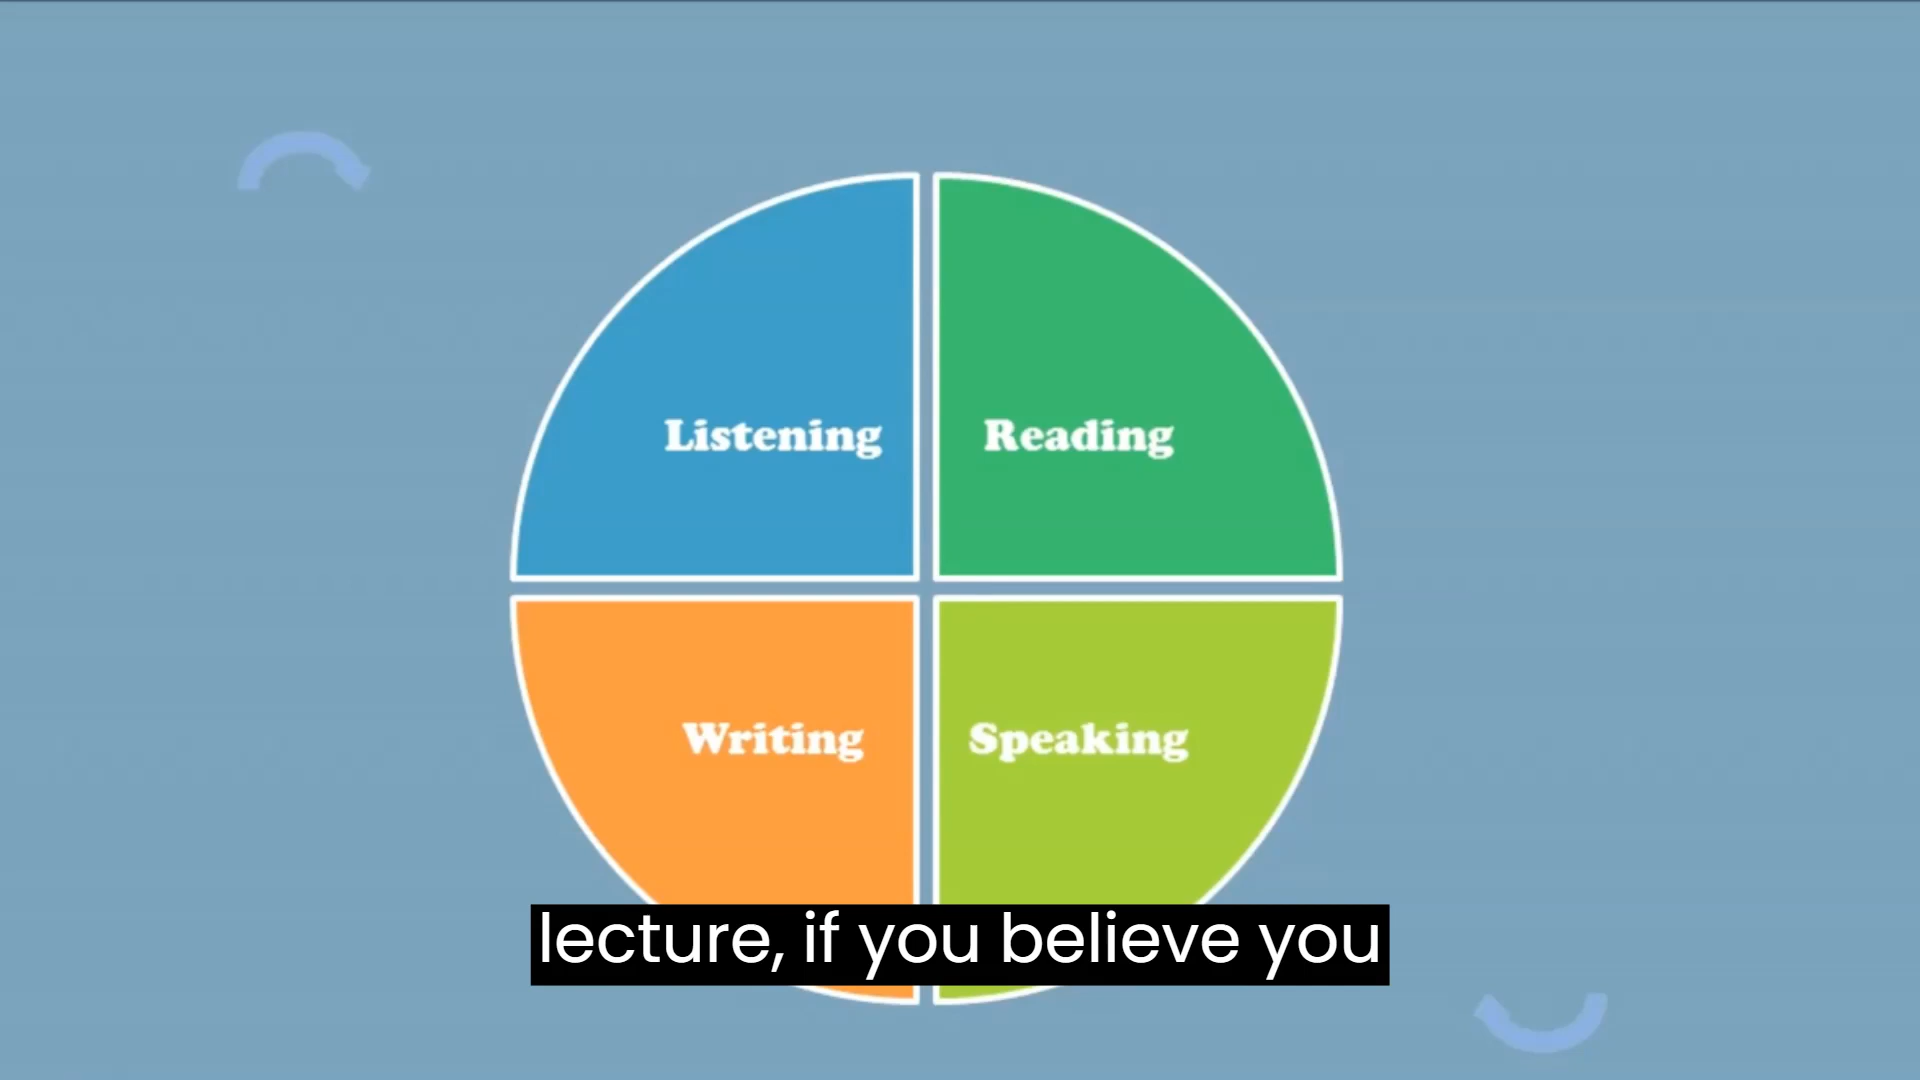 Listening
Reading
Writing
Speaking
lecture, if you believe you